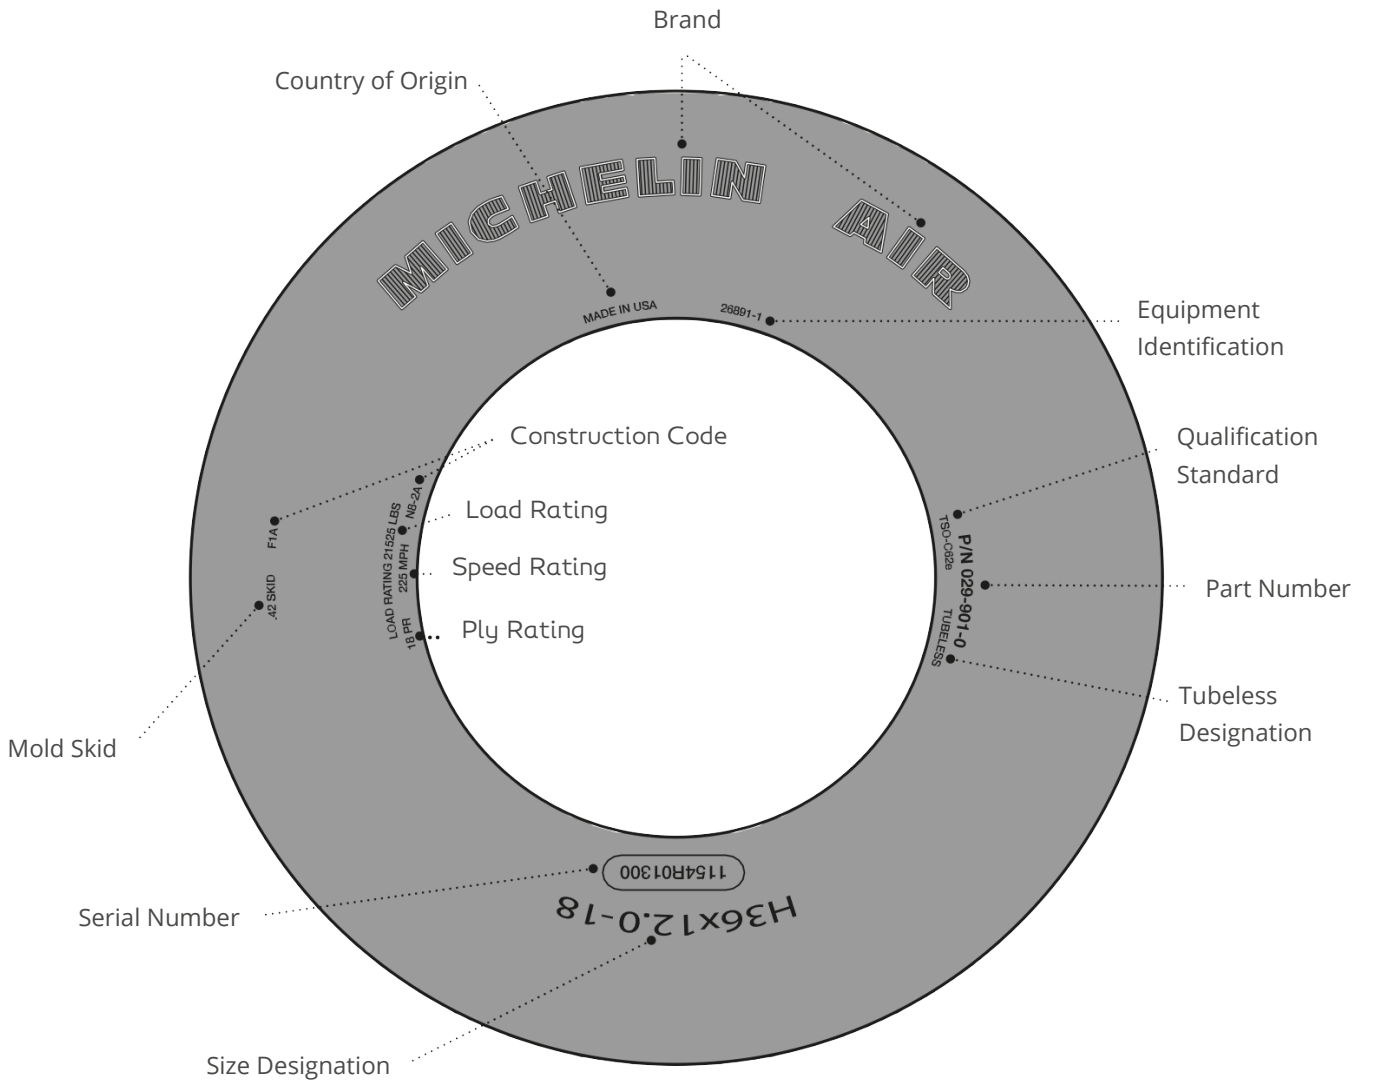 Brand
Country of Origin
MICHELIN AIR
MADE IN USA
26891-1
Equipment
Identification
Construction Code
Qualification
Standard
N8-2A
F1A
Load Rating
LOAD RATING 21525 LBS
TSO-C62e
225 MPH
Speed Rating
P/N 029-901-0
Part Number
.42 SKID
18 PR
Ply Rating
TUBELESS
Tubeless
Designation
Mold Skid
1154R01300
Serial Number
H36x12.0-18
Size Designation